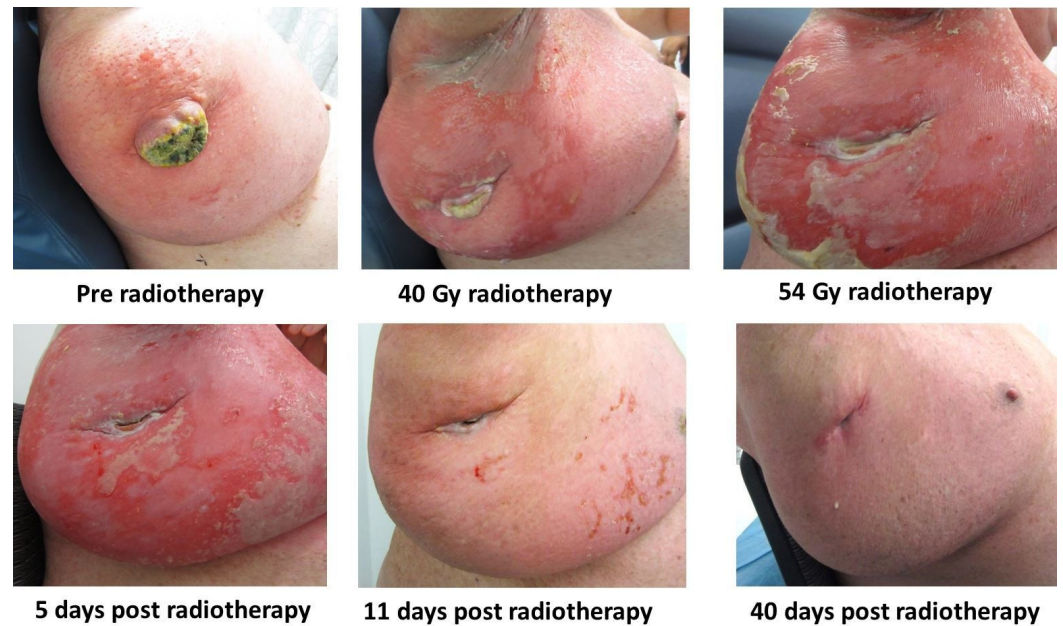 Pre radiotherapy
40 Gy radiotherapy
54 Gy radiotherapy
5 days post radiotherapy
11 days post radiotherapy
40 days post radiotherapy